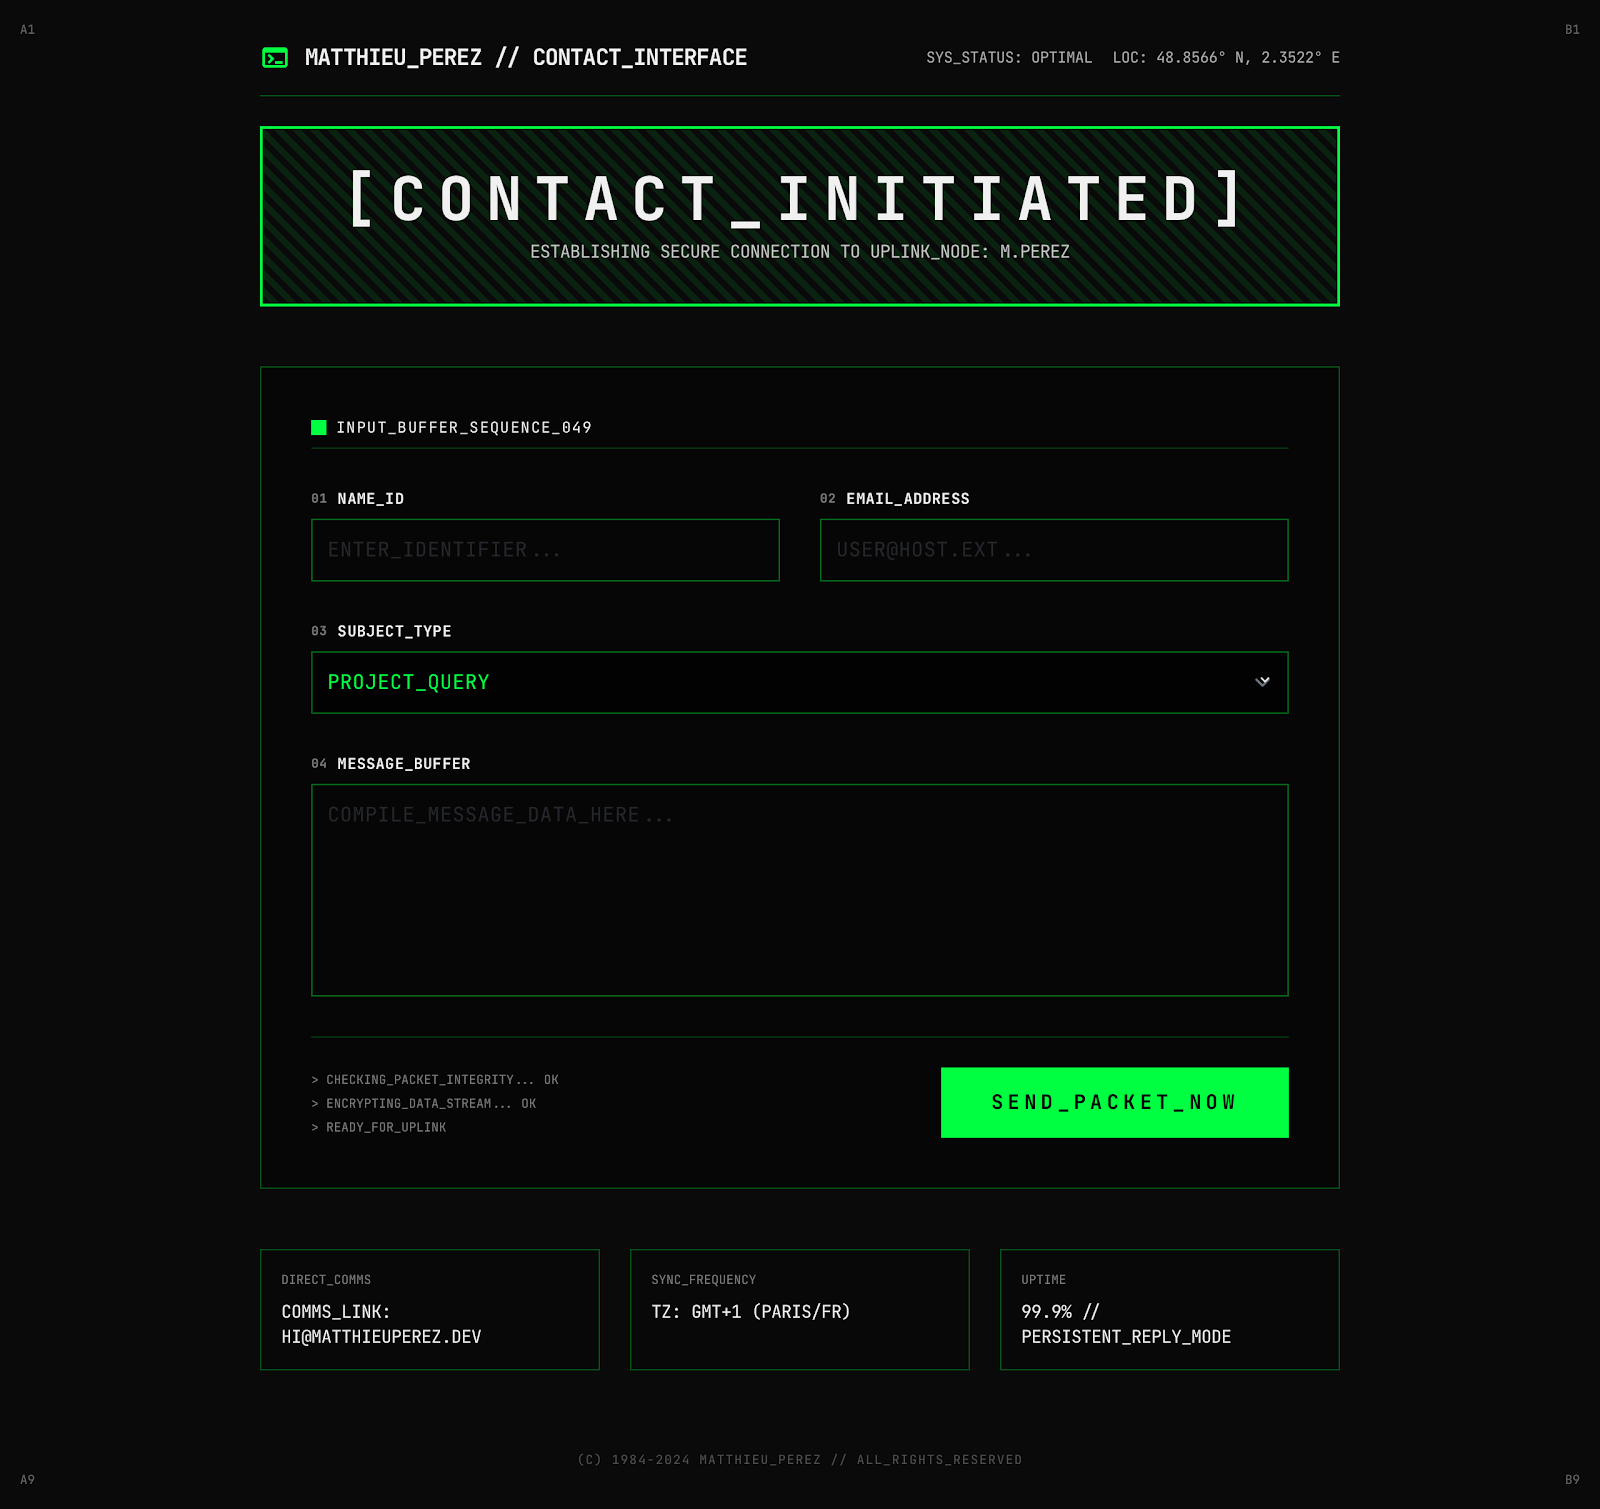 A1
B1
MATTHIEU_PEREZ // CONTACT_INTERFACE
SYS_STATUS: OPTIMAL LOC: 48.8566° N, 2.3522° E
[CONTACT_INITIATED]
ESTABLISHING SECURE CONNECTION TO UPLINK_NODE: M.PEREZ
INPUT_BUFFER_SEQUENCE_049
01 NAME_ID
ENTER_IDENTIFIER...
02 EMAIL_ADDRESS
USER@HOST.EXT...
03 SUBJECT_TYPE
PROJECT_QUERY
04 MESSAGE_BUFFER
COMPILE_MESSAGE_DATA_HERE...
> CHECKING_PACKET_INTEGRITY... OK
> ENCRYPTING_DATA_STREAM... OK
> READY_FOR_UPLINK
SEND_PACKET_NOW
DIRECT_COMMS
COMMS_LINK:
HI@MATTHIEUPEREZ.DEV
SYNC_FREQUENCY
TZ: GMT+1 (PARIS/FR)
UPTIME
99.9% //
PERSISTENT_REPLY_MODE
(C) 1984-2024 MATTHIEU_PEREZ // ALL_RIGHTS_RESERVED
A9
B9